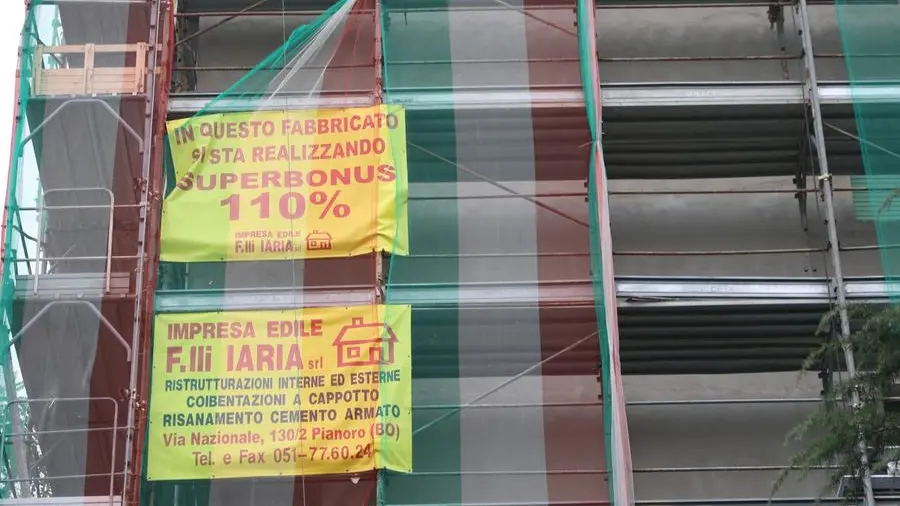 IN QUESTO FABBRICATO
SI STA REALIZZANDO
SUPERBONUS
110%
IMPRESA EDILE
F.lli IARIA srl
IMPRESA EDILE
F.lli IARIA srl
RISTRUTTURAZIONI INTERNE ED ESTERNE
COIBENTAZIONI A CAPPOTTO
RISANAMENTO CEMENTO ARMATO
Via Nazionale, 130/2 Pianoro (BO)
Tel. e Fax 051-77.60.24